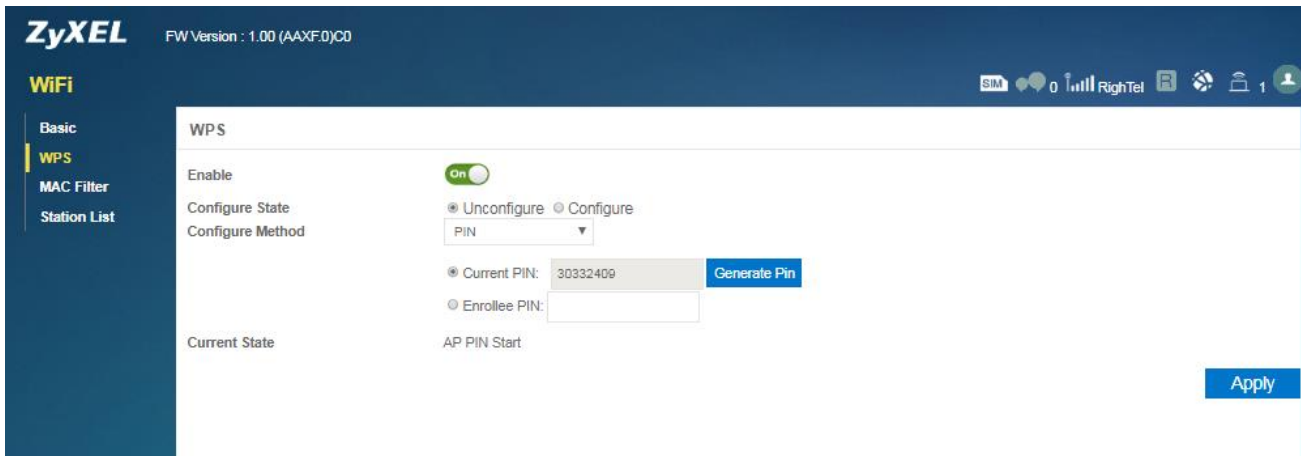 ZyXEL FW Version : 1.00 (AAXF.0)C0
WiFi
SIM 0 RighTel R 1
Basic
WPS
MAC Filter
Station List
WPS
Enable On
Configure State Unconfigure Configure
Configure Method PIN
Current PIN: 30332409 Generate Pin
Enrollee PIN:
Current State AP PIN Start
Apply